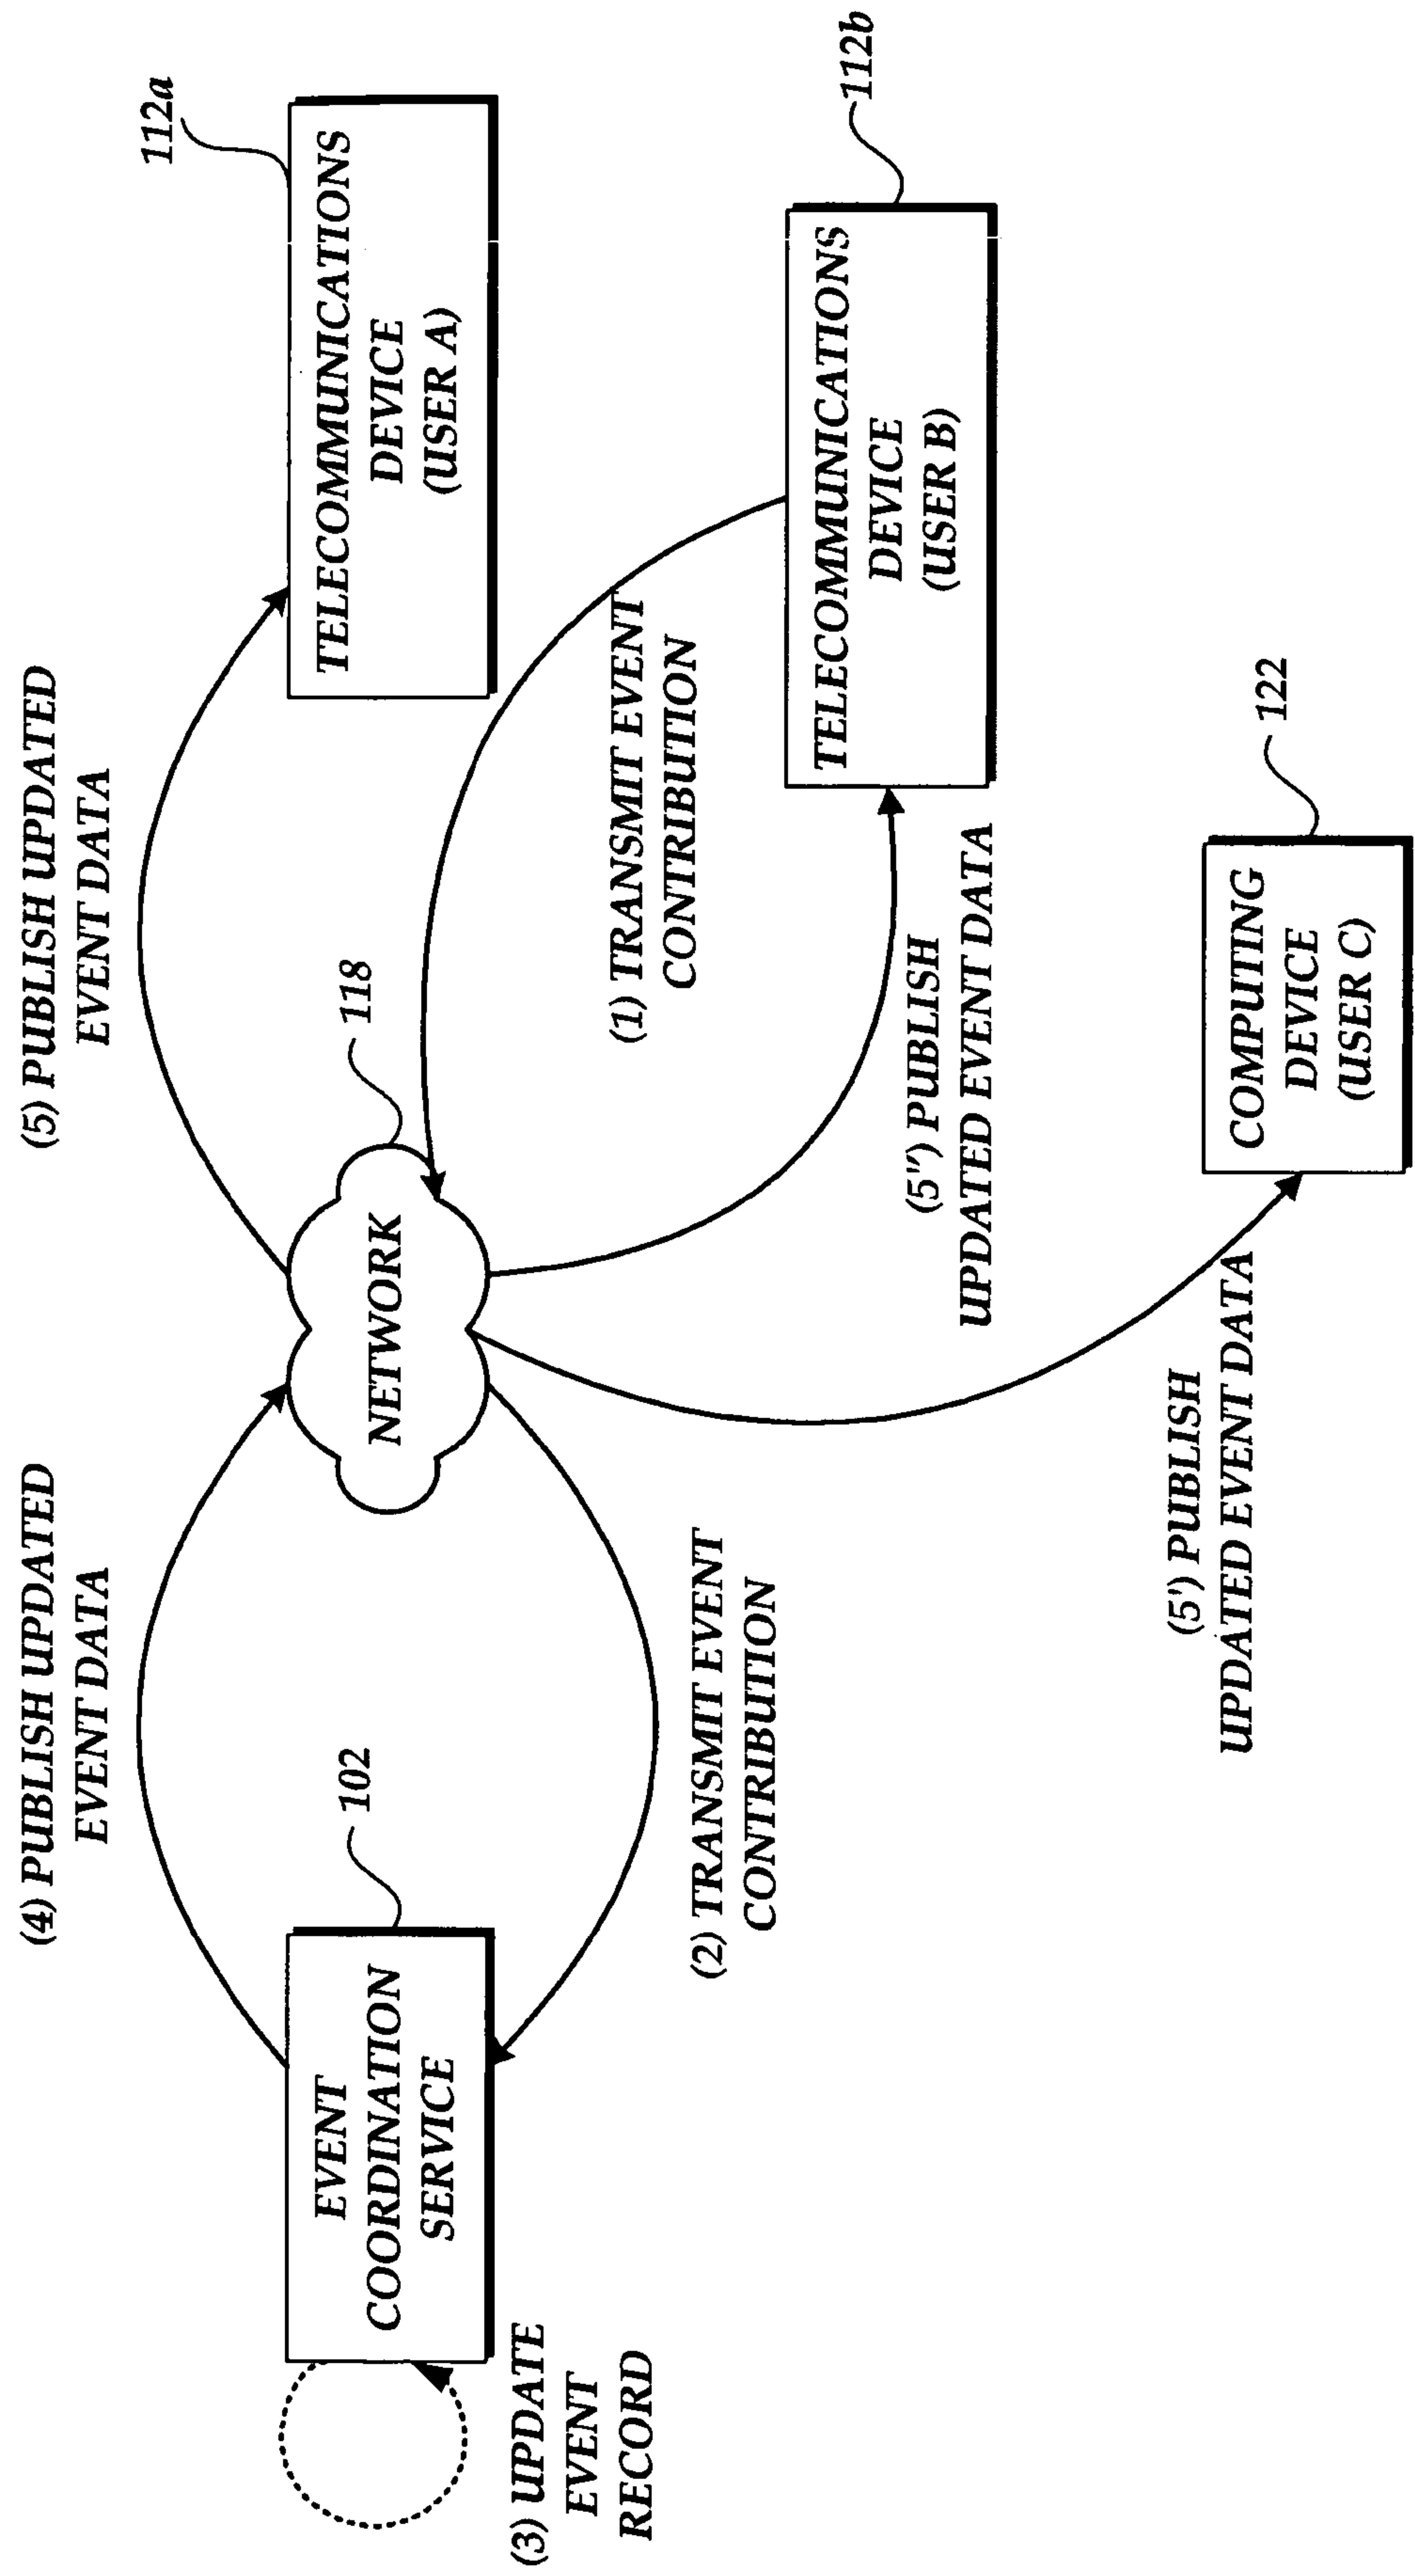 (4) PUBLISH UPDATED
EVENT DATA
(5) PUBLISH UPDATED
EVENT DATA
112a
102
118
EVENT
COORDINATION
SERVICE
NETWORK
TELECOMMUNICATIONS
DEVICE
(USER A)
(3) UPDATE
EVENT
RECORD
(2) TRANSMIT EVENT
CONTRIBUTION
(1) TRANSMIT EVENT
CONTRIBUTION
112b
TELECOMMUNICATIONS
DEVICE
(USER B)
(5") PUBLISH
UPDATED EVENT DATA
(5') PUBLISH
UPDATED EVENT DATA
122
COMPUTING
DEVICE
(USER C)